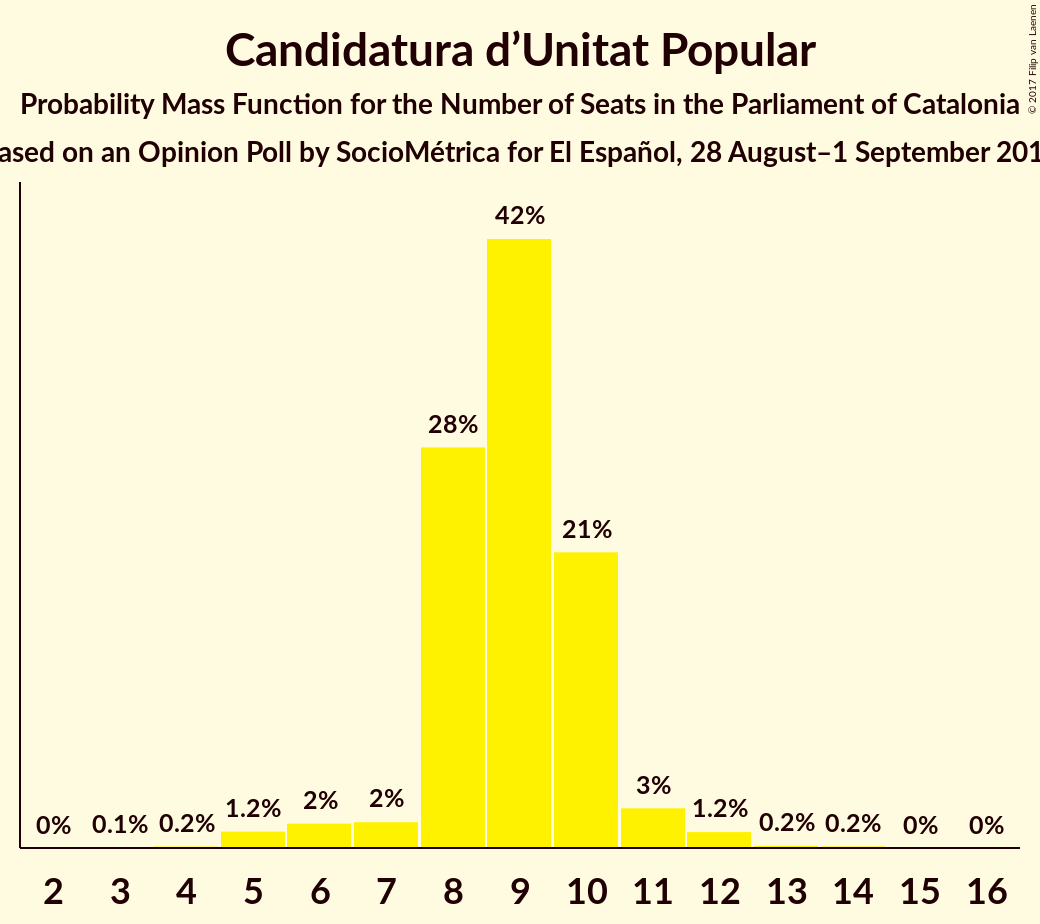 Candidatura d’Unitat Popular
Probability Mass Function for the Number of Seats in the Parliament of Catalonia
ased on an Opinion Poll by SocioMétrica for El Español, 28 August–1 September 201
© 2017 Filip van Laenen
0% 0.1% 0.2% 1.2% 2% 2% 28% 42% 21% 3% 1.2% 0.2% 0.2% 0% 0%
2 3 4 5 6 7 8 9 10 11 12 13 14 15 16